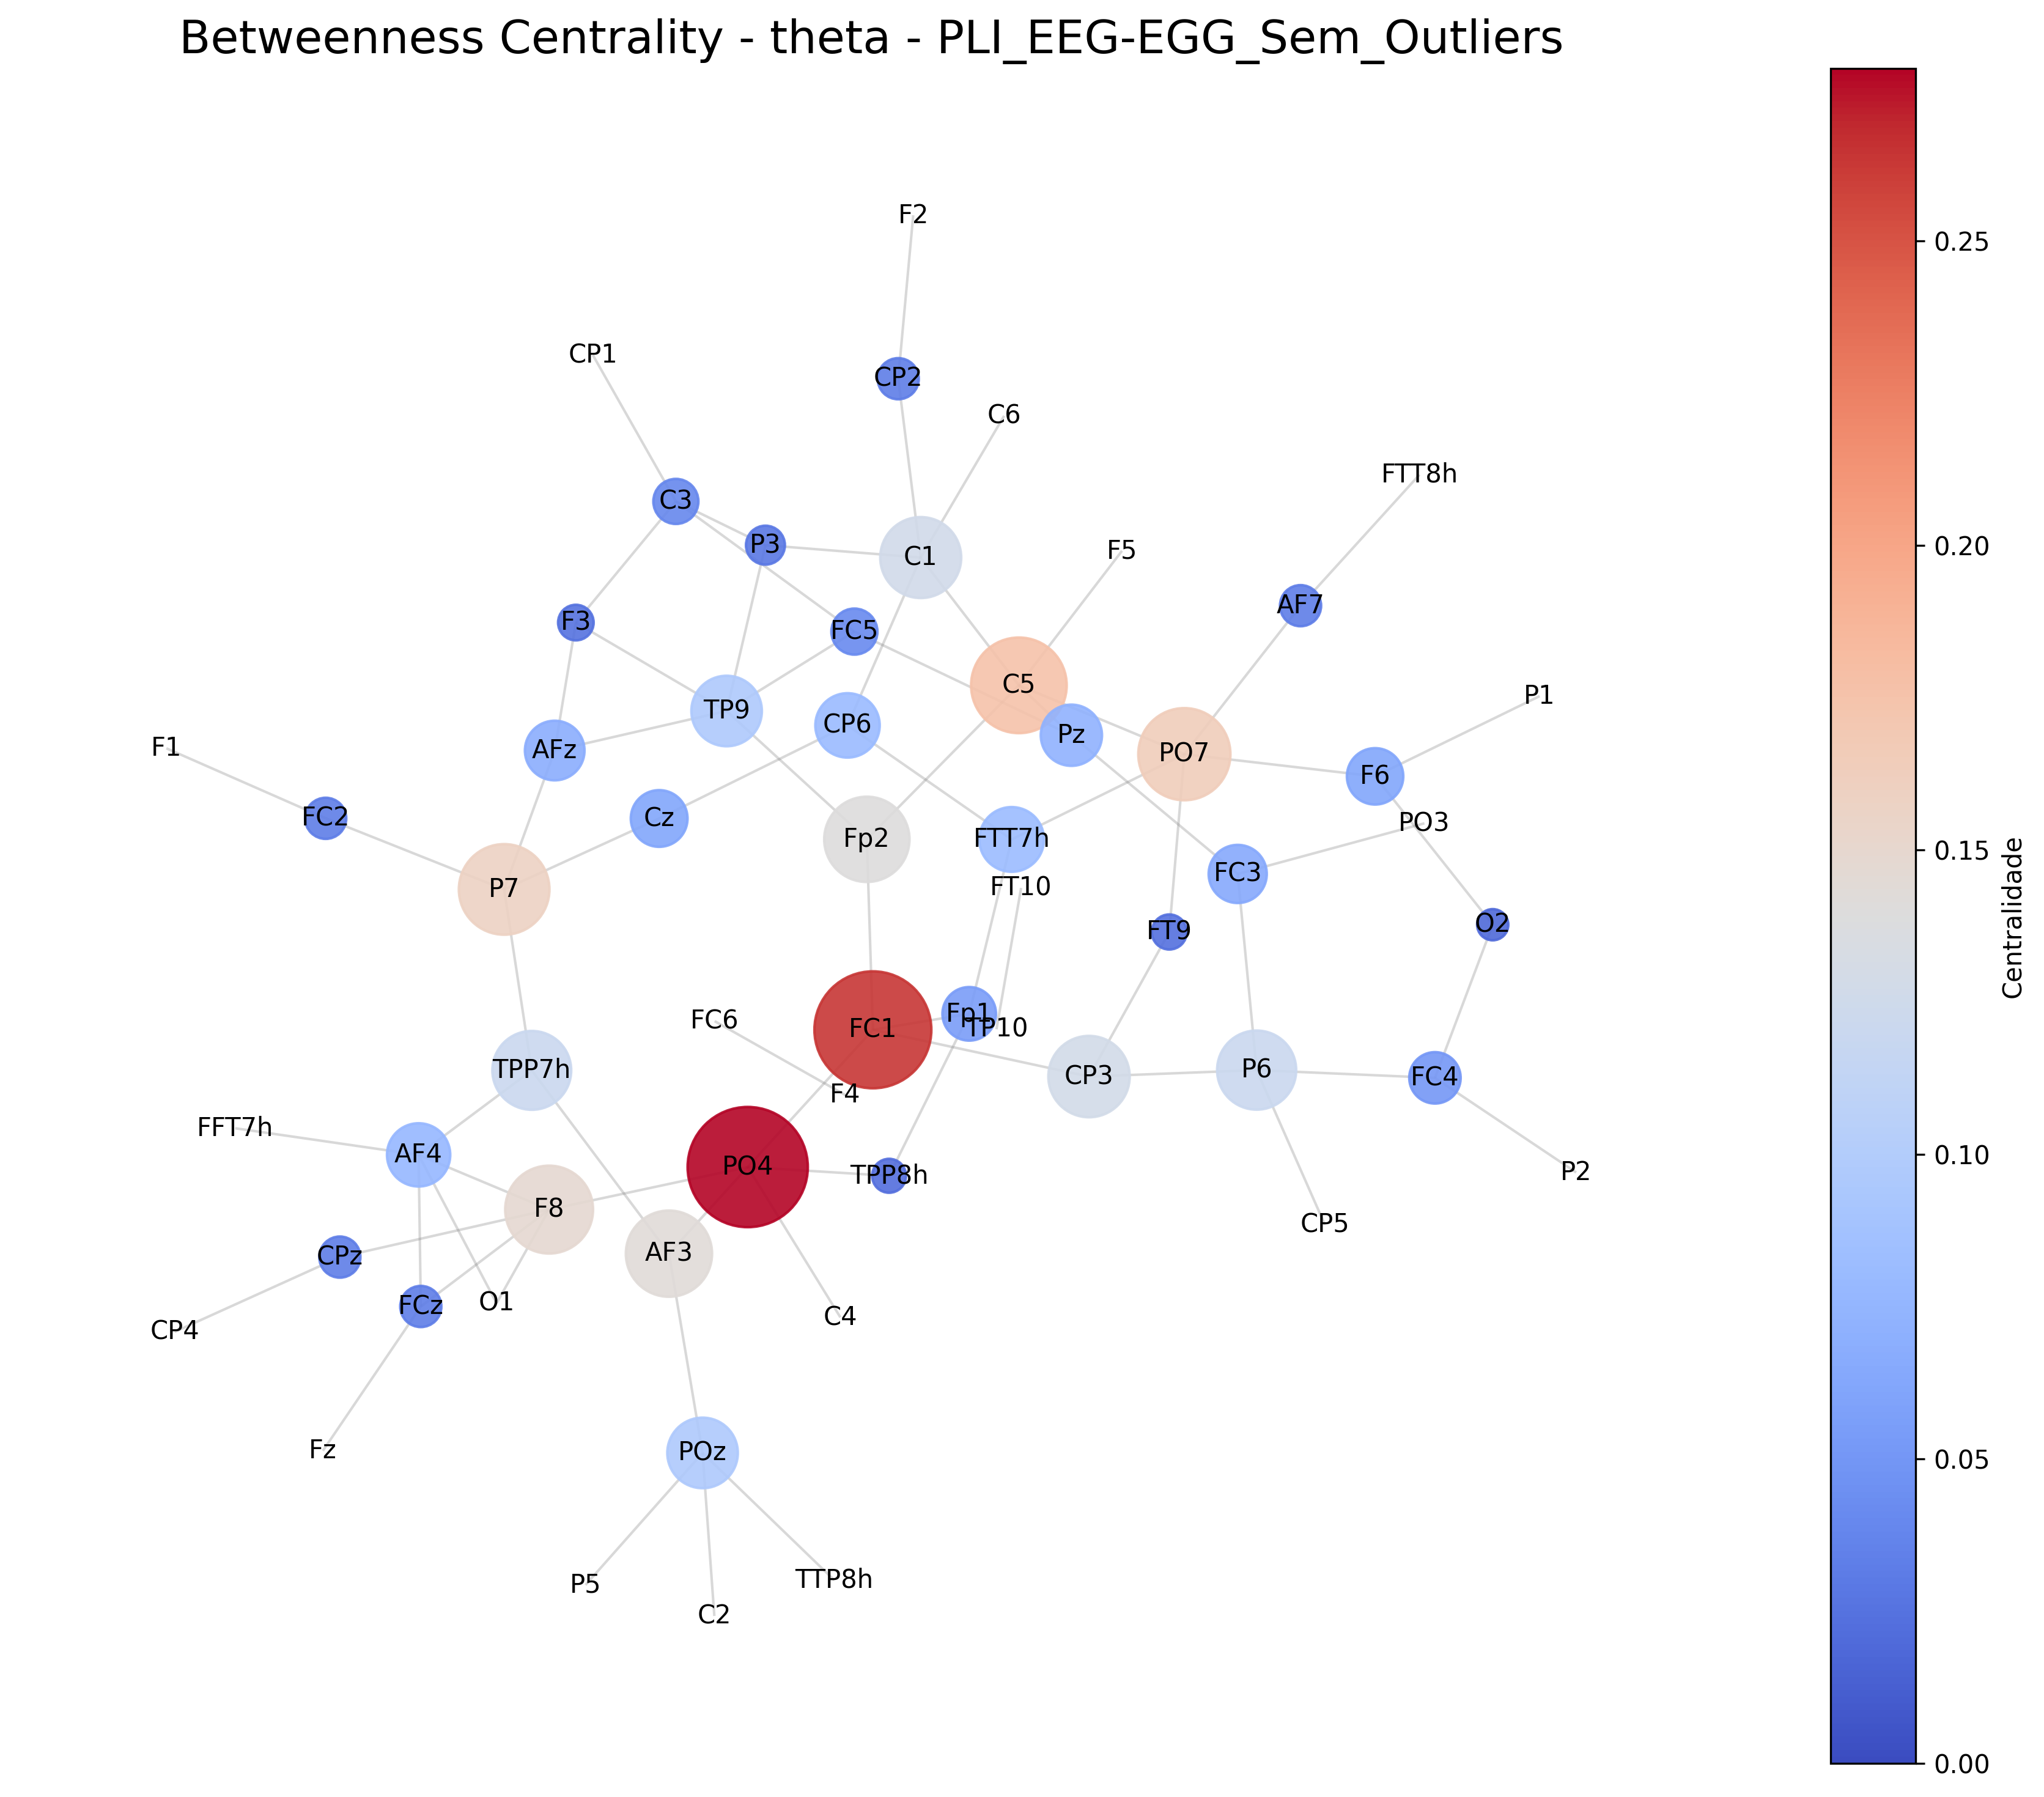 Betweenness Centrality - theta - PLI_EEG-EGG_Sem_Outliers
F2
CP1
CP2
C6
FTT8h
C3
P3
C1
F5
AF7
F3
FC5
C5
P1
TP9
CP6
Pz
PO7
F1
AFz
F6
FC2
Cz
PO3
Fp2
FTT7h
FC3
P7
FT10
FT9
O2
FC6
FC1
Fp1
TP10
TPP7h
CP3
P6
FC4
F4
FFT7h
AF4
PO4
TPP8h
P2
F8
CP5
CPz
AF3
FCz
O1
C4
CP4
Fz
POz
P5
TTP8h
C2
0.25
0.20
0.15
0.10
0.05
0.00
Centralidade